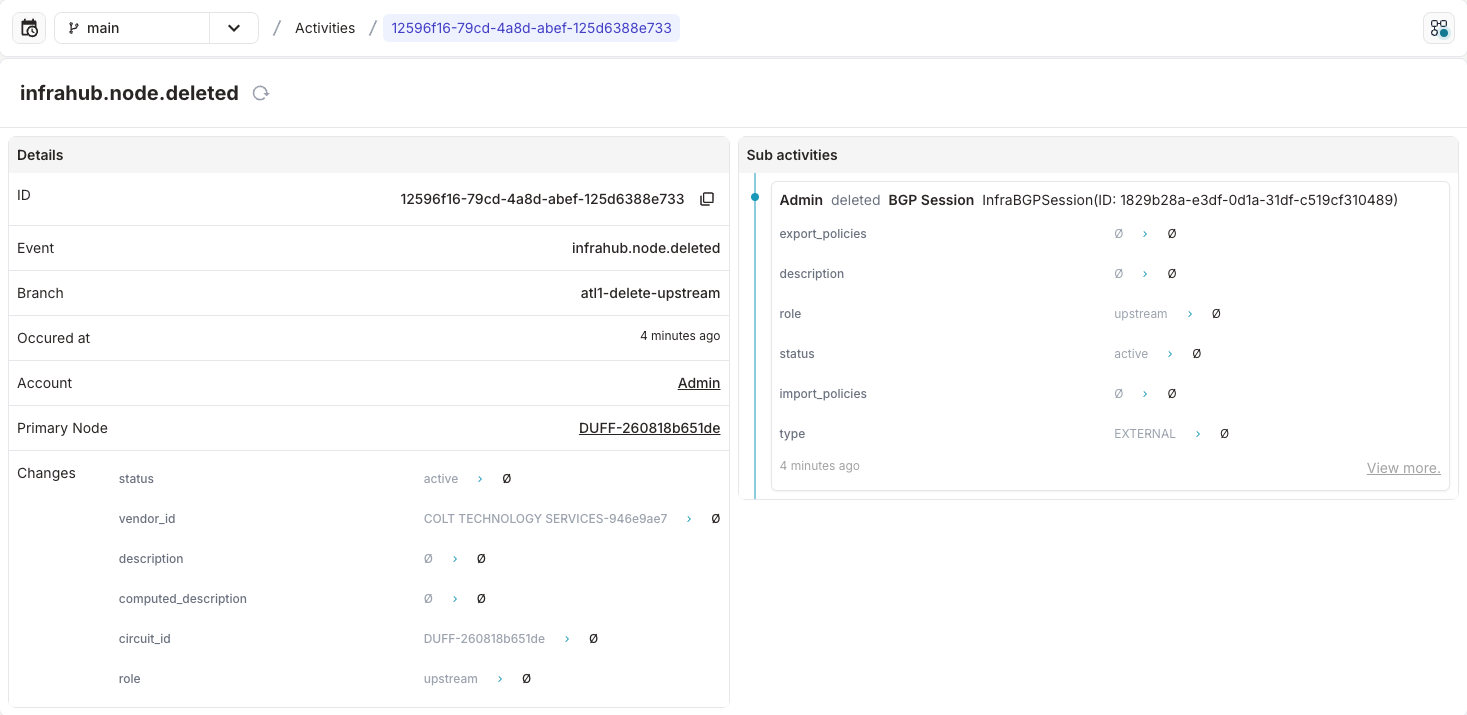 main / Activities / 12596f16-79cd-4a8d-abef-125d6388e733
infrahub.node.deleted
Details
ID 12596f16-79cd-4a8d-abef-125d6388e733
Event infrahub.node.deleted
Branch atl1-delete-upstream
Occured at 4 minutes ago
Account Admin
Primary Node DUFF-260818b651de
Changes
status active > Ø
vendor_id COLT TECHNOLOGY SERVICES-946e9ae7 > Ø
description Ø > Ø
computed_description Ø > Ø
circuit_id DUFF-260818b651de > Ø
role upstream > Ø
Sub activities
Admin deleted BGP Session InfraBGPSession(ID: 1829b28a-e3df-0d1a-31df-c519cf310489)
export_policies Ø > Ø
description Ø > Ø
role upstream > Ø
status active > Ø
import_policies Ø > Ø
type EXTERNAL > Ø
4 minutes ago View more.